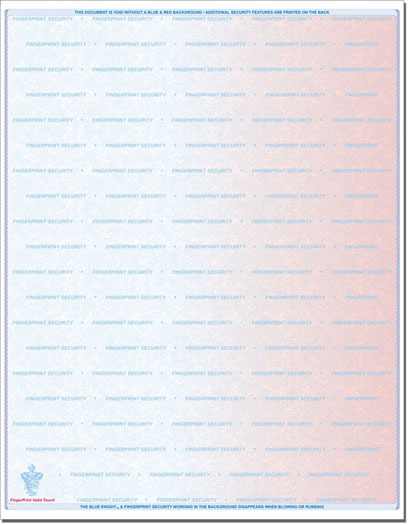 THIS DOCUMENT IS VOID WITHOUT A BLUE & RED BACKGROUND • ADDITIONAL SECURITY FEATURES ARE PRINTED ON THE BACK
FINGERPRINT SECURITY • FINGERPRINT SECURITY • FINGERPRINT SECURITY • FINGERPRINT SECURITY • FINGERPRINT SECURITY
FINGERPRINT SECURITY • FINGERPRINT SECURITY • FINGERPRINT SECURITY • FINGERPRINT SECURITY • FINGERPRINT
FINGERPRINT SECURITY • FINGERPRINT SECURITY • FINGERPRINT SECURITY • FINGERPRINT SECURITY • FINGERPRINT SECURITY
FINGERPRINT SECURITY • FINGERPRINT SECURITY • FINGERPRINT SECURITY • FINGERPRINT SECURITY • FINGERPRINT
FINGERPRINT SECURITY • FINGERPRINT SECURITY • FINGERPRINT SECURITY • FINGERPRINT SECURITY • FINGERPRINT SECURITY
FINGERPRINT SECURITY • FINGERPRINT SECURITY • FINGERPRINT SECURITY • FINGERPRINT SECURITY • FINGERPRINT
FINGERPRINT SECURITY • FINGERPRINT SECURITY • FINGERPRINT SECURITY • FINGERPRINT SECURITY • FINGERPRINT SECURITY
FINGERPRINT SECURITY • FINGERPRINT SECURITY • FINGERPRINT SECURITY • FINGERPRINT SECURITY • FINGERPRINT
FINGERPRINT SECURITY • FINGERPRINT SECURITY • FINGERPRINT SECURITY • FINGERPRINT SECURITY • FINGERPRINT SECURITY
FINGERPRINT SECURITY • FINGERPRINT SECURITY • FINGERPRINT SECURITY • FINGERPRINT SECURITY • FINGERPRINT
FINGERPRINT SECURITY • FINGERPRINT SECURITY • FINGERPRINT SECURITY • FINGERPRINT SECURITY • FINGERPRINT SECURITY
FINGERPRINT SECURITY • FINGERPRINT SECURITY • FINGERPRINT SECURITY • FINGERPRINT SECURITY • FINGERPRINT
FINGERPRINT SECURITY • FINGERPRINT SECURITY • FINGERPRINT SECURITY • FINGERPRINT SECURITY • FINGERPRINT SECURITY
FINGERPRINT SECURITY • FINGERPRINT SECURITY • FINGERPRINT SECURITY • FINGERPRINT SECURITY • FINGERPRINT
FINGERPRINT SECURITY • FINGERPRINT SECURITY • FINGERPRINT SECURITY • FINGERPRINT SECURITY • FINGERPRINT SECURITY
FINGERPRINT SECURITY • FINGERPRINT SECURITY • FINGERPRINT SECURITY • FINGERPRINT SECURITY • FINGERPRINT
FINGERPRINT SECURITY • FINGERPRINT SECURITY • FINGERPRINT SECURITY • FINGERPRINT SECURITY • FINGERPRINT SECURITY
FINGERPRINT SECURITY • FINGERPRINT SECURITY • FINGERPRINT SECURITY • FINGERPRINT SECURITY • FINGERPRINT
• FINGERPRINT SECURITY • FINGERPRINT SECURITY • FINGERPRINT SECURITY • FINGERPRINT SECURITY
FingerPrint Valid Touch
THE BLUE KNIGHT™ & FINGERPRINT SECURITY WORDING IN THE BACKGROUND DISAPPEARS WHEN BLOWING OR RUBBING